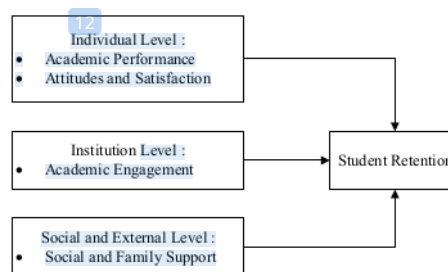 12
Individual Level :
• Academic Performance
• Attitudes and Satisfaction
Institution Level :
• Academic Engagement
Student Retention
Social and External Level :
• Social and Family Support